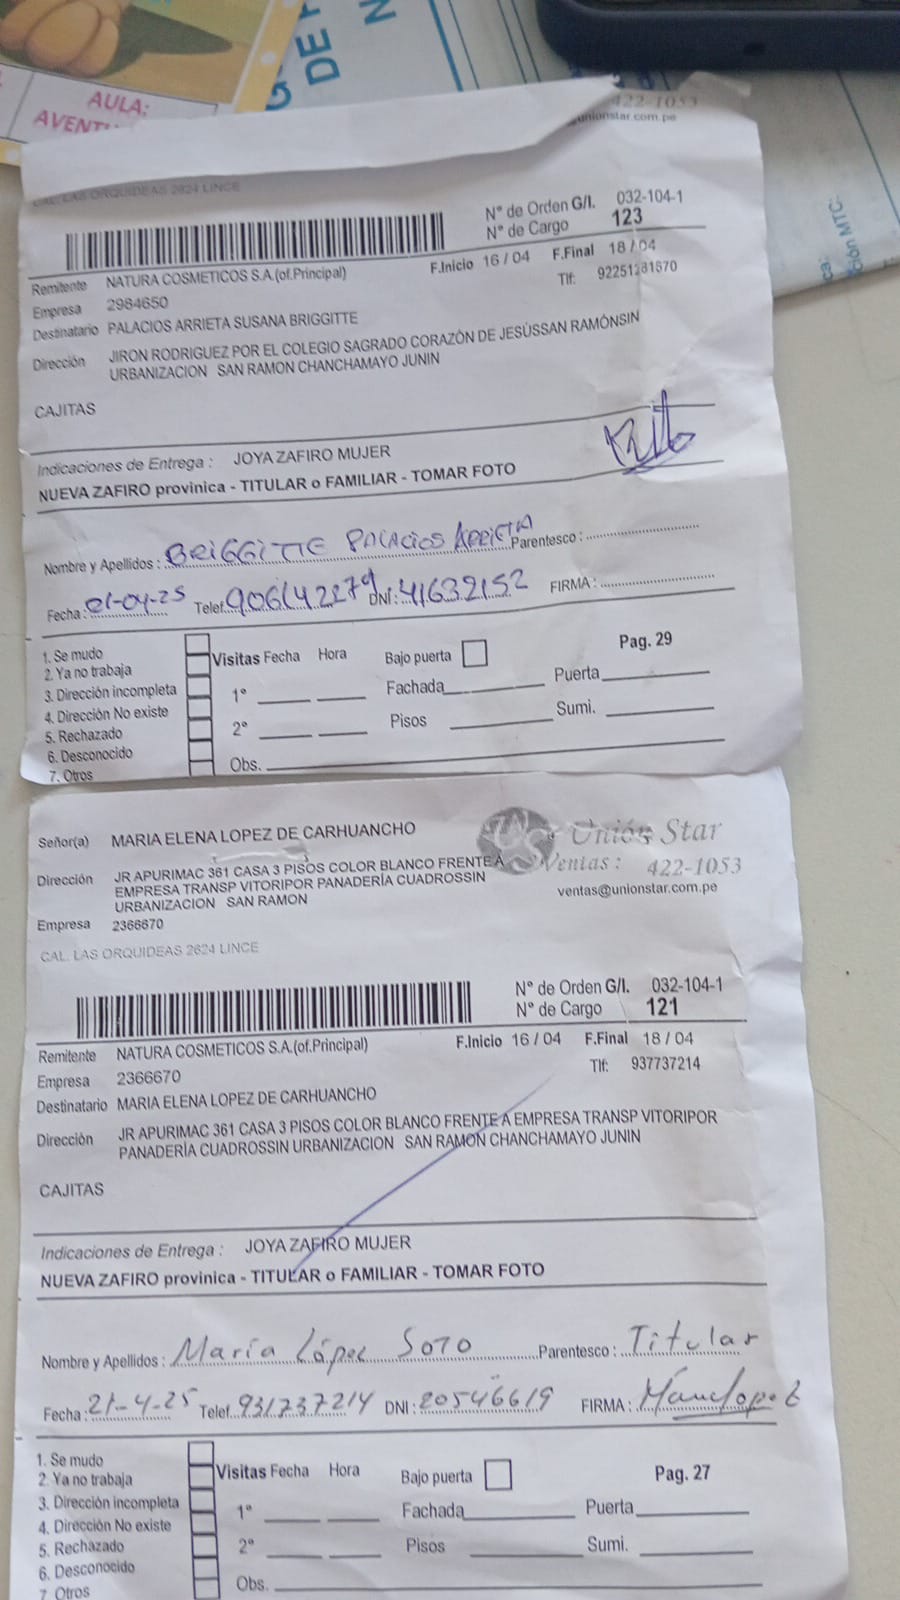 AULA:
DE
N
ión MTC:
ca:
422-1053
unionstar.com.pe
CAL. LAS ORQUIDEAS 2624 LINCE
N° de Orden G/I. 032-104-1
N° de Cargo 123
F.Inicio 16 / 04 F.Final 18 / 04
Remitente NATURA COSMETICOS S.A.(of.Principal)
Tlf: 92251281570
Empresa 2984650
Destinatario PALACIOS ARRIETA SUSANA BRIGGITTE
Dirección JIRON RODRIGUEZ POR EL COLEGIO SAGRADO CORAZÓN DE JESÚSSAN RAMÓNSIN
URBANIZACION SAN RAMON CHANCHAMAYO JUNIN
CAJITAS
Indicaciones de Entrega : JOYA ZAFIRO MUJER
NUEVA ZAFIRO provinica - TITULAR o FAMILIAR - TOMAR FOTO
Nombre y Apellidos : BRIGGITTE PALACIOS ARRIETA Parentesco :
Fecha : 21-04-25 Telef. 906142279 DNI : 41632152 FIRMA :
1. Se mudo
2. Ya no trabaja
3. Dirección incompleta
4. Dirección No existe
5. Rechazado
6. Desconocido
7. Otros
Visitas Fecha Hora Bajo puerta Pag. 29
1° Fachada Puerta
2° Pisos Sumi.
Obs.
Señor(a) MARIA ELENA LOPEZ DE CARHUANCHO
Unión Star
Dirección JR APURIMAC 361 CASA 3 PISOS COLOR BLANCO FRENTE A
EMPRESA TRANSP VITORIPOR PANADERÍA CUADROSSIN
URBANIZACION SAN RAMON
Ventas : 422-1053
ventas@unionstar.com.pe
Empresa 2366670
CAL. LAS ORQUIDEAS 2624 LINCE
N° de Orden G/I. 032-104-1
N° de Cargo 121
F.Inicio 16 / 04 F.Final 18 / 04
Remitente NATURA COSMETICOS S.A.(of.Principal)
Tlf: 937737214
Empresa 2366670
Destinatario MARIA ELENA LOPEZ DE CARHUANCHO
Dirección JR APURIMAC 361 CASA 3 PISOS COLOR BLANCO FRENTE A EMPRESA TRANSP VITORIPOR
PANADERÍA CUADROSSIN URBANIZACION SAN RAMON CHANCHAMAYO JUNIN
CAJITAS
Indicaciones de Entrega : JOYA ZAFIRO MUJER
NUEVA ZAFIRO provinica - TITULAR o FAMILIAR - TOMAR FOTO
Nombre y Apellidos : María López Soto Parentesco : Titular
Fecha : 21-4-25 Telef. 931737214 DNI : 20546619 FIRMA :
1. Se mudo
2. Ya no trabaja
3. Dirección incompleta
4. Dirección No existe
5. Rechazado
6. Desconocido
7 Otros
Visitas Fecha Hora Bajo puerta Pag. 27
1° Fachada Puerta
2° Pisos Sumi.
Obs.